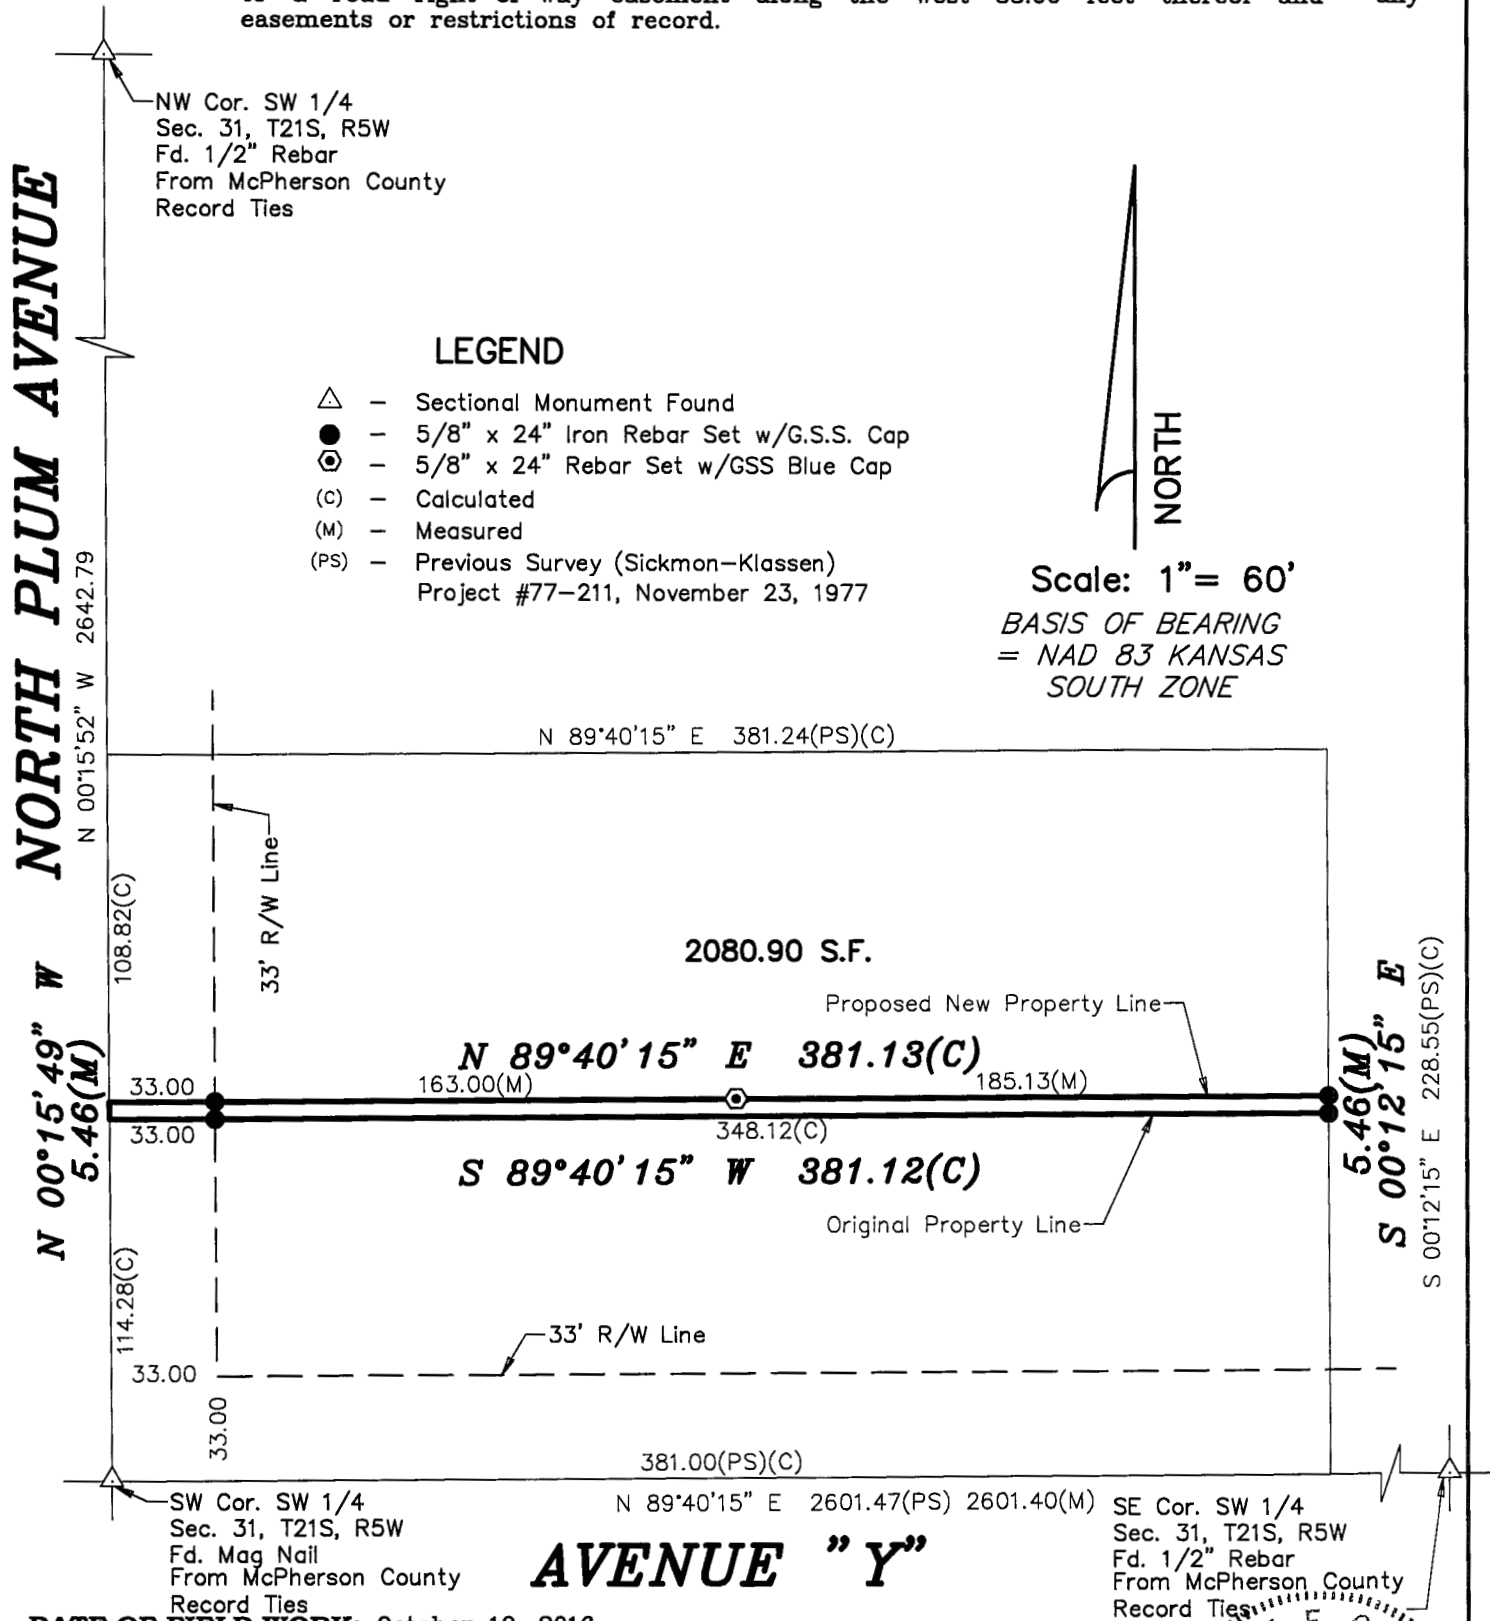 easements or restrictions of record.
NW Cor. SW 1/4
Sec. 31, T21S, R5W
Fd. 1/2" Rebar
From McPherson County
Record Ties
NORTH PLUM AVENUE
N 00°15'52" W 2642.79
LEGEND
△ – Sectional Monument Found
● – 5/8" x 24" Iron Rebar Set w/G.S.S. Cap
– 5/8" x 24" Rebar Set w/GSS Blue Cap
(C) – Calculated
(M) – Measured
(PS) – Previous Survey (Sickmon-Klassen)
Project #77-211, November 23, 1977
NORTH
Scale: 1"= 60'
BASIS OF BEARING
= NAD 83 KANSAS
SOUTH ZONE
N 89°40'15" E 381.24(PS)(C)
108.82(C)
33' R/W Line
2080.90 S.F.
Proposed New Property Line
N 89°40'15" E 381.13(C)
33.00
163.00(M)
185.13(M)
N 00°15'49" W
5.46(M)
5.46(M)
S 00°12'15" E
S 00°12'15" E 228.55(PS)(C)
33.00
348.12(C)
S 89°40'15" W 381.12(C)
Original Property Line
114.28(C)
33' R/W Line
33.00
33.00
381.00(PS)(C)
N 89°40'15" E 2601.47(PS) 2601.40(M)
SW Cor. SW 1/4
Sec. 31, T21S, R5W
Fd. Mag Nail
From McPherson County
Record Ties
AVENUE "Y"
SE Cor. SW 1/4
Sec. 31, T21S, R5W
Fd. 1/2" Rebar
From McPherson County
Record Ties